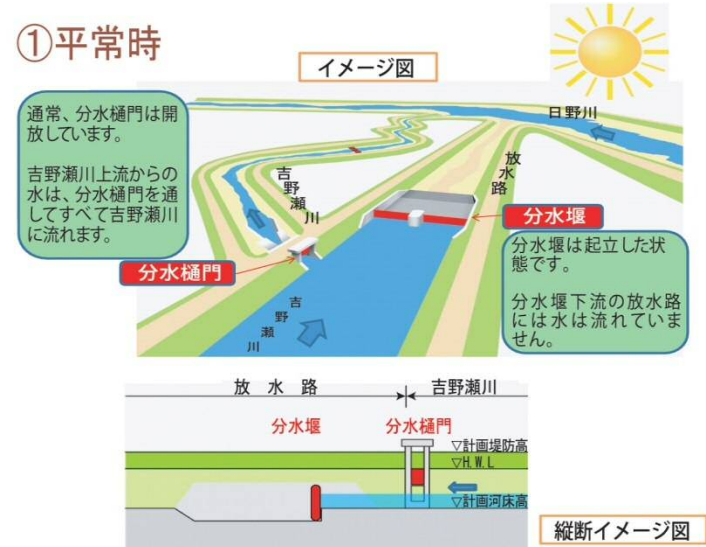 ①平常時
イメージ図
通常、分水樋門は開
放しています。
吉野瀬川上流からの
水は、分水樋門を通
してすべて吉野瀬川
に流れます。
日野川
放水路
吉野瀬川
分水堰
分水樋門
分水堰は起立した状
態です。
分水堰下流の放水路
には水は流れていま
せん。
吉野瀬川
放水路
吉野瀬川
分水堰
分水樋門
▽計画堤防高
▽H.W.L
▽計画河床高
縦断イメージ図